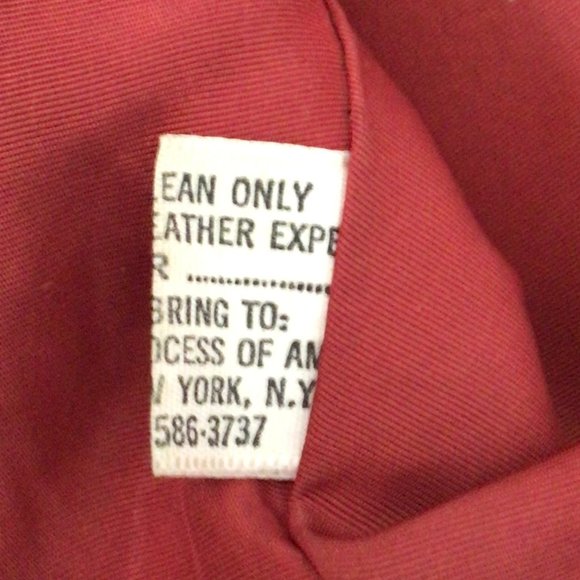 LEAN ONLY
EATHER EXPE
R ....................
BRING TO:
OCESS OF AM
YORK, N.Y
586-3737